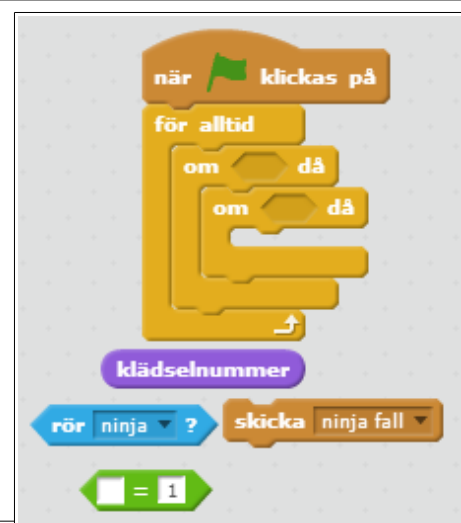 när klickas på
för alltid
om då
om då
klädselnummer
rör ninja ?
skicka ninja fall
= 1